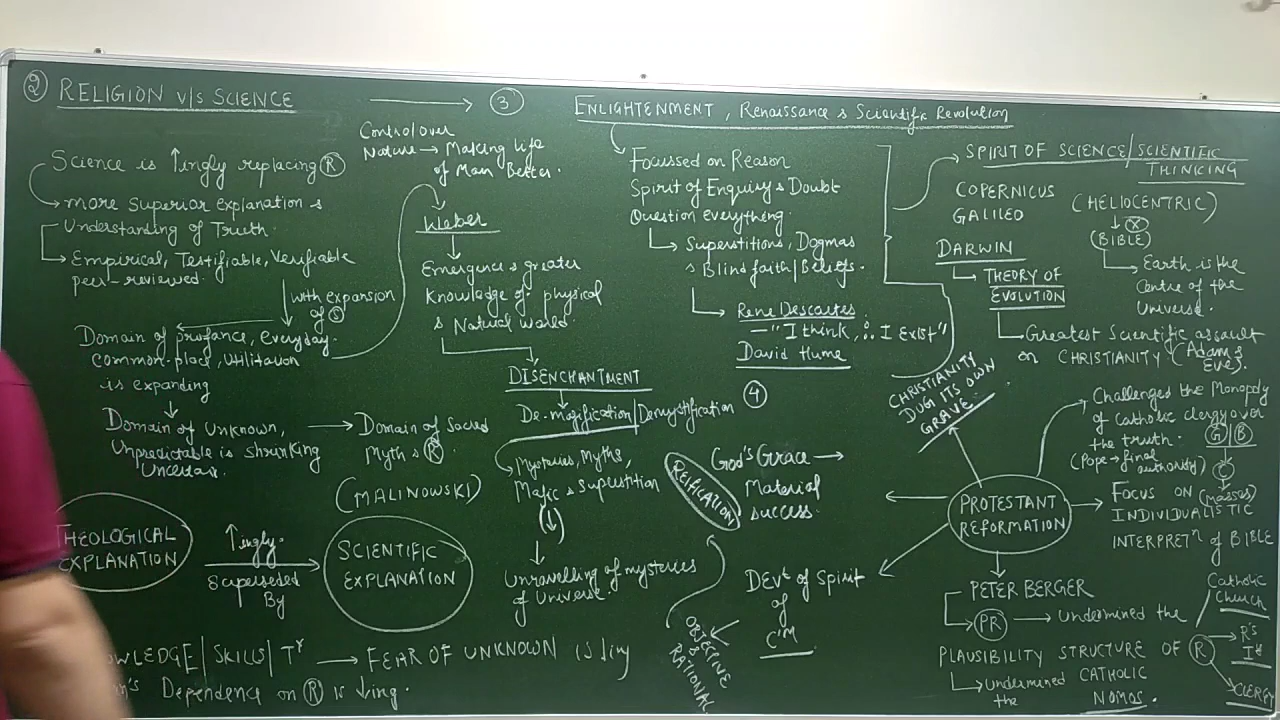 ② RELIGION v/s SCIENCE → ③
Science is ↑ingly replacing Ⓡ
→ more superior explanation &
Understanding of Truth.
→ Empirical, Testifiable, Verifiable
peer-reviewed.
with expansion
of Ⓢ
Domain of profance, everyday
common-place, utilitarion
is expanding
Domain of Unknown,
Unpredictable is shrinking
Uncertain.
→ Domain of Sacred
Myth & Ⓡ
(MALINOWSKI)
THEOLOGICAL
EXPLANATION
↑ingly.
Superseded
By
SCIENTIFIC
EXPLANATION
OWLEDGE / SKILLS / Tʳ → FEAR OF UNKNOWN is ↓ing
n's Dependence on Ⓡ is ↓ing.
Control over
Nature → Making life
of Man Better.
Weber
Emergence & greater
Knowledge of physical
& Natural world.
DISENCHANTMENT
De-magification / Demystification
④
Mysteries, Myths,
Magic & Superstition
(↓)
Unravelling of mysteries
of Universe.
ENLIGHTENMENT, Renaissance & Scientific Revolution
Focussed on Reason
Spirit of Enquiry & Doubt
Question everything.
→ Superstitions, Dogmas
& Blind faith / Beliefs.
→ Rene Descartes
— "I think, ∴ I Exist"
David Hume
→ SPIRIT OF SCIENCE / SCIENTIFIC
THINKING
COPERNICUS
GALILEO
(HELIOCENTRIC)
Ⓧ
(BIBLE)
→ Earth is the
Centre of the
Universe.
DARWIN
→ THEORY OF
EVOLUTION
→ Greatest Scientific assault
on CHRISTIANITY (Adam &
Eve).
CHRISTIANITY
DUG ITS OWN
GRAVE.
PROTESTANT
REFORMATION
→ Challenged the Monopoly
of Catholic clergy over
the truth.
(Pope → final
authority)
Ⓖ/Ⓑ
Ⓒ
(masses)
→ FOCUS ON
INDIVIDUALISTIC
INTERPRETⁿ of BIBLE
God's Grace →
Material
success.
REIFICATION
DEVᵗ of Spirit
of
CᶦM
OBJECTIVE
&
RATIONAL
PETER BERGER
→ PR → Undermined the
PLAUSIBILITY STRUCTURE OF Ⓡ
→ Undermined CATHOLIC
the NOMOS.
Catholic
Church
R's
Iⁿ
CLERGY